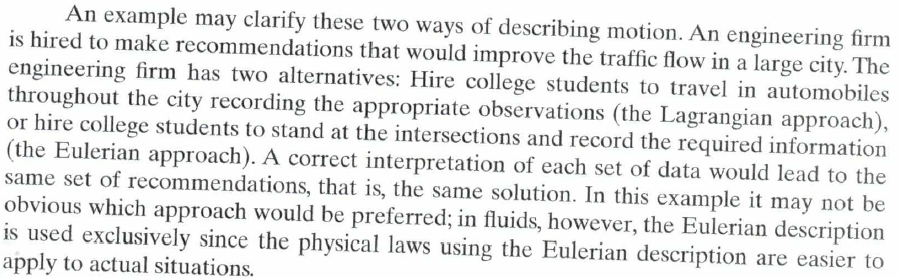 An example may clarify these two ways of describing motion. An engineering firm
is hired to make recommendations that would improve the traffic flow in a large city. The
engineering firm has two alternatives: Hire college students to travel in automobiles
throughout the city recording the appropriate observations (the Lagrangian approach),
or hire college students to stand at the intersections and record the required information
(the Eulerian approach). A correct interpretation of each set of data would lead to the
same set of recommendations, that is, the same solution. In this example it may not be
obvious which approach would be preferred; in fluids, however, the Eulerian description
is used exclusively since the physical laws using the Eulerian description are easier to
apply to actual situations.